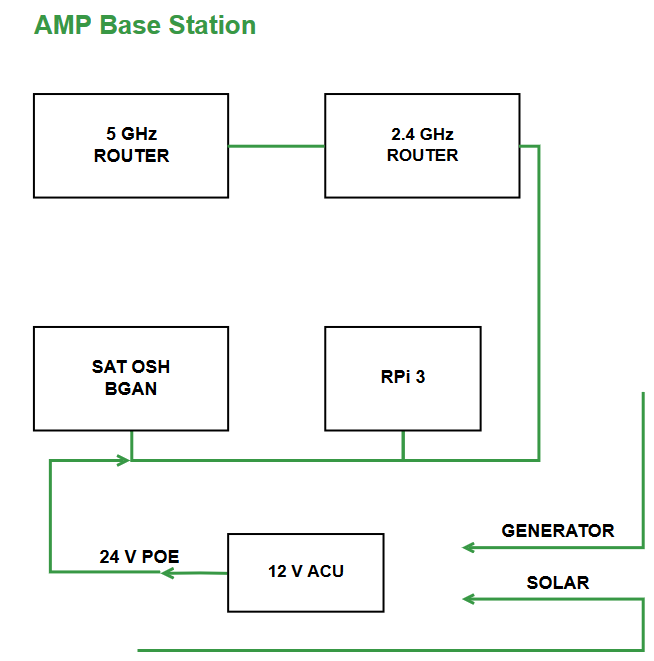 AMP Base Station
5 GHz
ROUTER
2.4 GHz
ROUTER
SAT OSH
BGAN
RPi 3
GENERATOR
24 V POE
12 V ACU
SOLAR